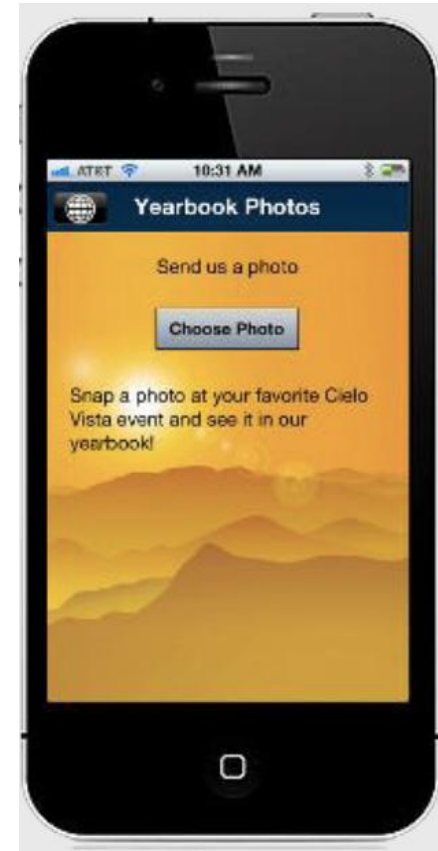 AT&T 10:31 AM
Yearbook Photos
Send us a photo
Choose Photo
Snap a photo at your favorite Cielo
Vista event and see it in our
yearbook!